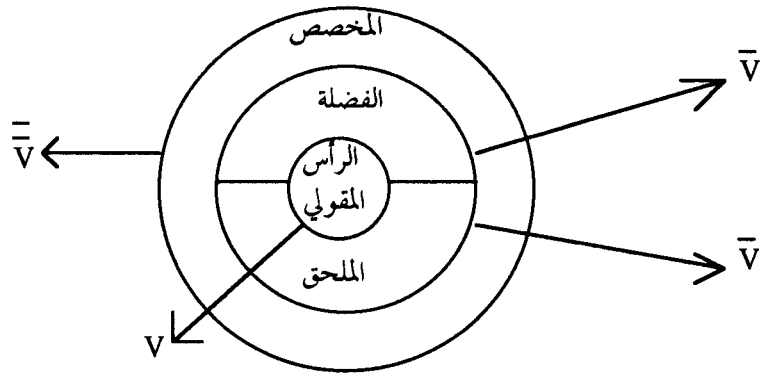 المخصص
V̄
الفضلة
V̿
الرأس
المقولي
V̄
الملحق
V